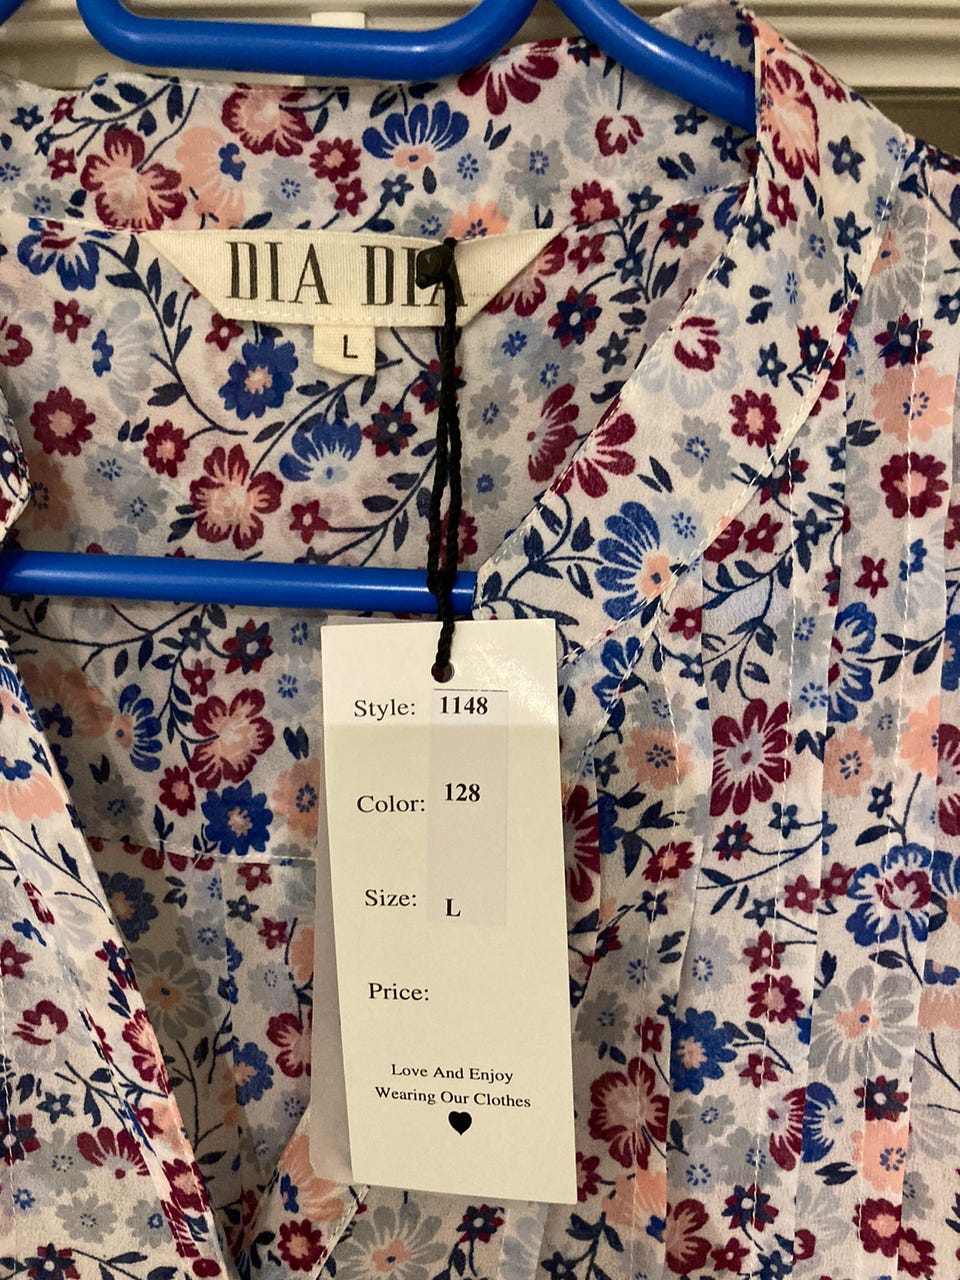 DIA DIA
L
Style: 1148
Color: 128
Size: L
Price:
Love And Enjoy
Wearing Our Clothes